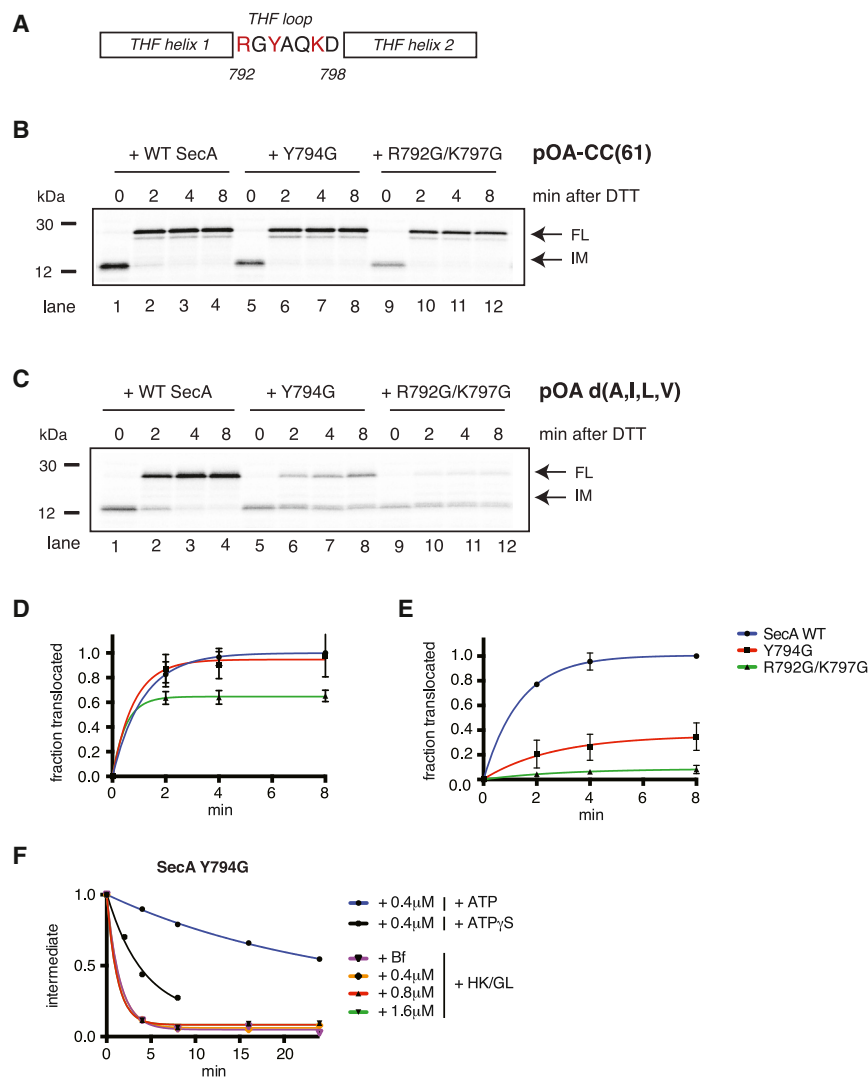 A
THF loop
THF helix 1
RGYAQKD
THF helix 2
792
798
B
+ WT SecA
+ Y794G
+ R792G/K797G
pOA-CC(61)
0 2 4 8 0 2 4 8 0 2 4 8
min after DTT
kDa
30
FL
12
IM
lane 1 2 3 4 5 6 7 8 9 10 11 12
C
+ WT SecA
+ Y794G
+ R792G/K797G
pOA d(A,I,L,V)
0 2 4 8 0 2 4 8 0 2 4 8
min after DTT
kDa
30
FL
12
IM
lane 1 2 3 4 5 6 7 8 9 10 11 12
D
fraction translocated
1.0
0.8
0.6
0.4
0.2
0.0
0 2 4 6 8
min
E
fraction translocated
1.0
0.8
0.6
0.4
0.2
0.0
0 2 4 6 8
min
SecA WT
Y794G
R792G/K797G
F
SecA Y794G
intermediate
1.0
0.5
0.0
0 5 10 15 20
min
+ 0.4µM | + ATP
+ 0.4µM | + ATPγS
+ Bf
+ 0.4µM
+ 0.8µM
+ 1.6µM
+ HK/GL